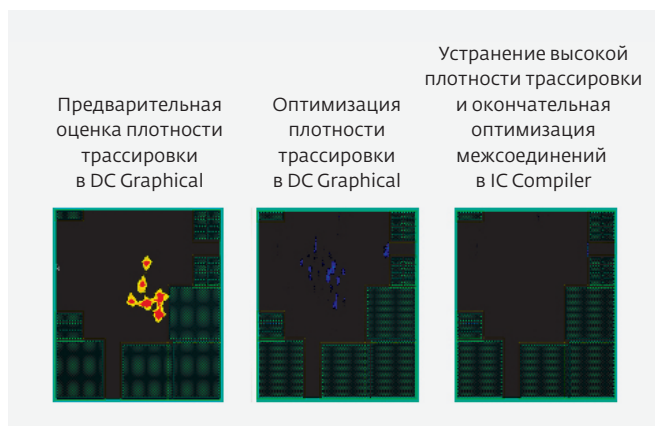 Предварительная
оценка плотности
трассировки
в DC Graphical
Оптимизация
плотности
трассировки
в DC Graphical
Устранение высокой
плотности трассировки
и окончательная
оптимизация
межсоединений
в IC Compiler